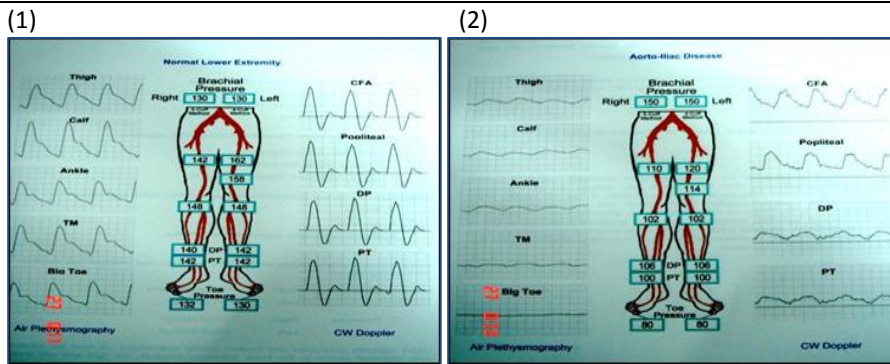 (1)
Normal Lower Extremity
Thigh
Calf
Ankle
TM
Big Toe
Air Plethysmography
Brachial
Pressure
Right 130 130 Left
142 162
158
148 148
140 DP 142
142 PT 142
Toe
Pressure
132 130
CFA
Popliteal
DP
PT
CW Doppler
(2)
Aorto-Iliac Disease
Thigh
Calf
Ankle
TM
Big Toe
Air Plethysmography
Brachial
Pressure
Right 150 150 Left
110 120
114
102 102
106 DP 106
100 PT 100
Toe
Pressure
80 80
CFA
Popliteal
DP
PT
CW Doppler